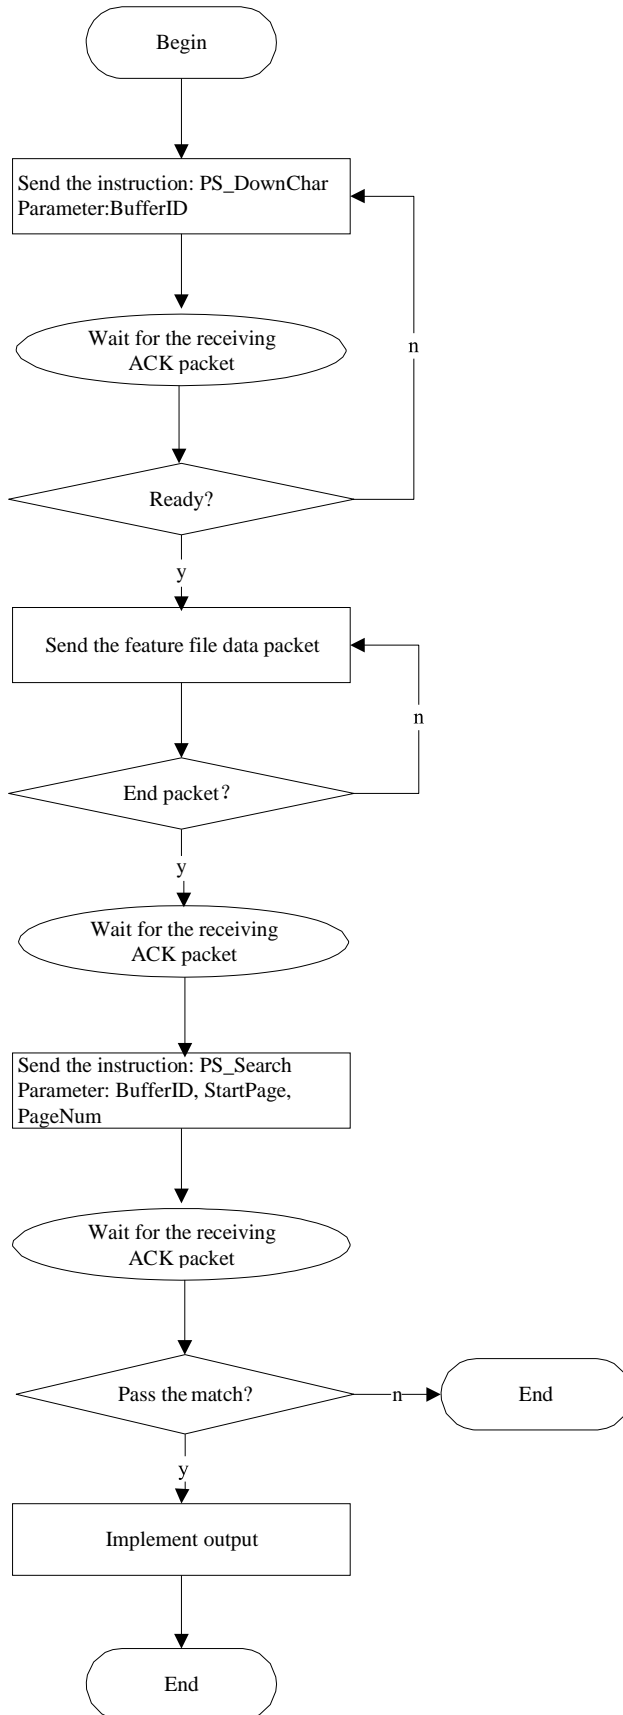 Begin
Send the instruction: PS_DownChar
Parameter:BufferID
Wait for the receiving
ACK packet
n
Ready?
y
Send the feature file data packet
n
End packet?
y
Wait for the receiving
ACK packet
Send the instruction: PS_Search
Parameter: BufferID, StartPage,
PageNum
Wait for the receiving
ACK packet
Pass the match?
n
End
y
Implement output
End